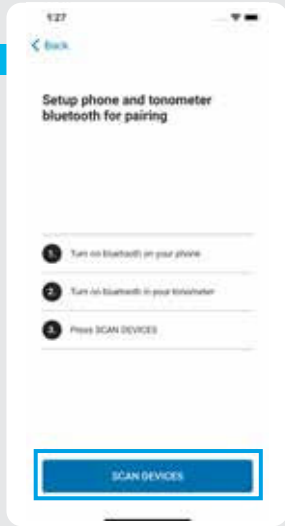 1:27
Back
Setup phone and tonometer
bluetooth for pairing
1. Turn on bluetooth on your phone
2. Turn on bluetooth in your tonometer
3. Press SCAN DEVICES
SCAN DEVICES